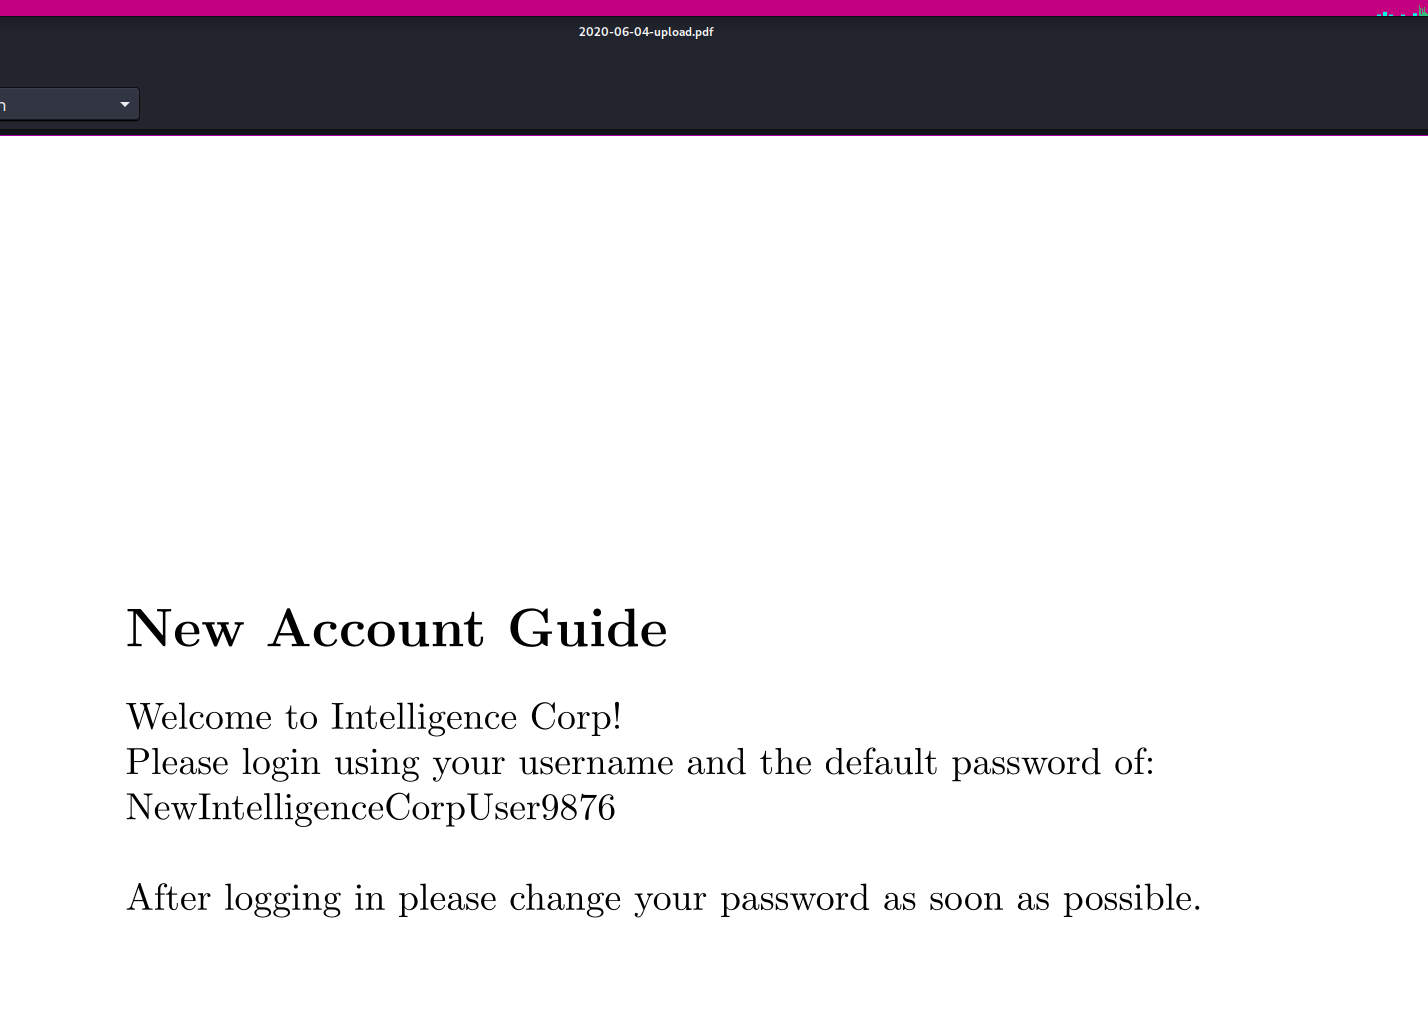 2020-06-04-upload.pdf
n
New Account Guide
Welcome to Intelligence Corp!
Please login using your username and the default password of:
NewIntelligenceCorpUser9876
After logging in please change your password as soon as possible.